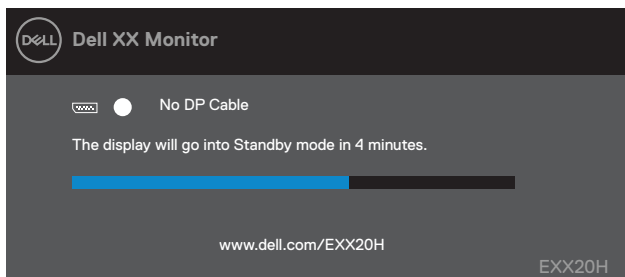 DELL Dell XX Monitor
No DP Cable
The display will go into Standby mode in 4 minutes.
www.dell.com/EXX20H
EXX20H